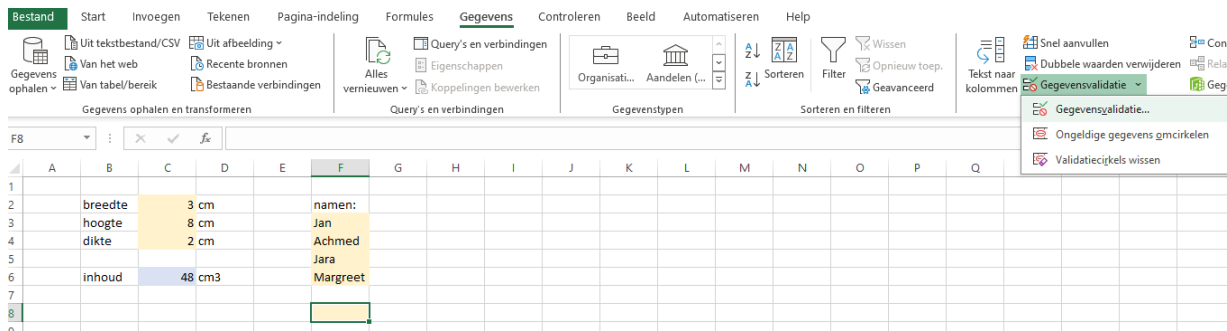 Bestand Start Invoegen Tekenen Pagina-indeling Formules Gegevens Controleren Beeld Automatiseren Help
Gegevens ophalen
Uit tekstbestand/CSV
Van het web
Van tabel/bereik
Uit afbeelding
Recente bronnen
Bestaande verbindingen
Gegevens ophalen en transformeren
Alles vernieuwen
Query's en verbindingen
Eigenschappen
Koppelingen bewerken
Query's en verbindingen
Organisati... Aandelen (...
Gegevenstypen
Sorteren
Filter
Wissen
Opnieuw toep.
Geavanceerd
Sorteren en filteren
Tekst naar kolommen
Snel aanvullen
Dubbele waarden verwijderen
Gegevensvalidatie
Con
Rela
Geg
Gegevensvalidatie...
Ongeldige gegevens omcirkelen
Validatiecirkels wissen
F8 fx
A B C D E F G H I J K L M N O P Q
1
2 breedte 3 cm namen:
3 hoogte 8 cm Jan
4 dikte 2 cm Achmed
5 Jara
6 inhoud 48 cm3 Margreet
7
8